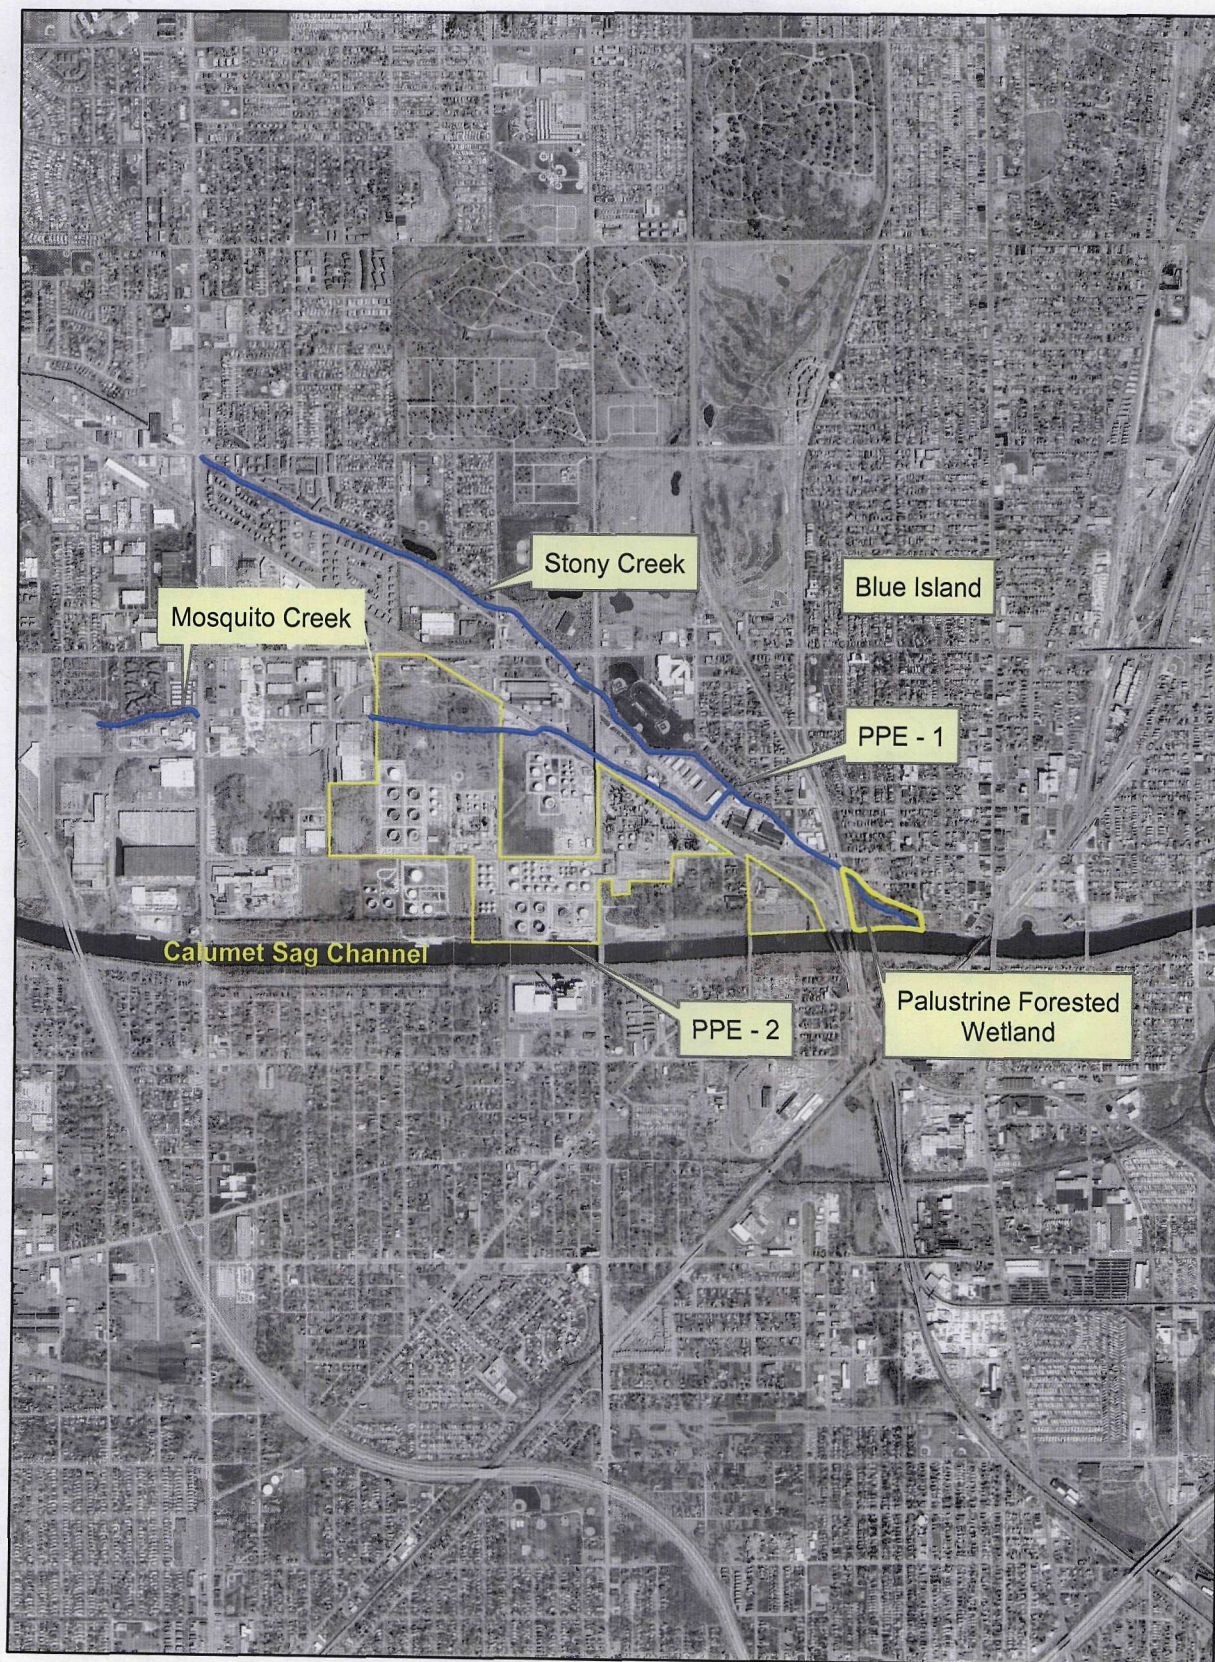 Stony Creek
Blue Island
Mosquito Creek
PPE - 1
Calumet Sag Channel
Palustrine Forested
Wetland
PPE - 2